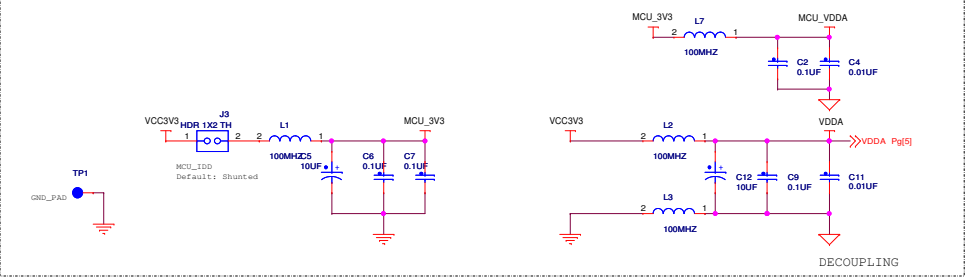 MCU_3V3
L7
MCU_VDDA
2
1
100MHZ
C2
0.1UF
C4
0.01UF
VCC3V3
J3
HDR 1X2 TH
1
2
2
L1
1
MCU_3V3
100MHZ
C5
10UF
C6
0.1UF
C7
0.1UF
MCU_IDD
Default: Shunted
TP1
GND_PAD
VCC3V3
2
L2
1
VDDA
VDDA Pg[5]
100MHZ
C12
10UF
C9
0.1UF
C11
0.01UF
2
L3
1
100MHZ
DECOUPLING